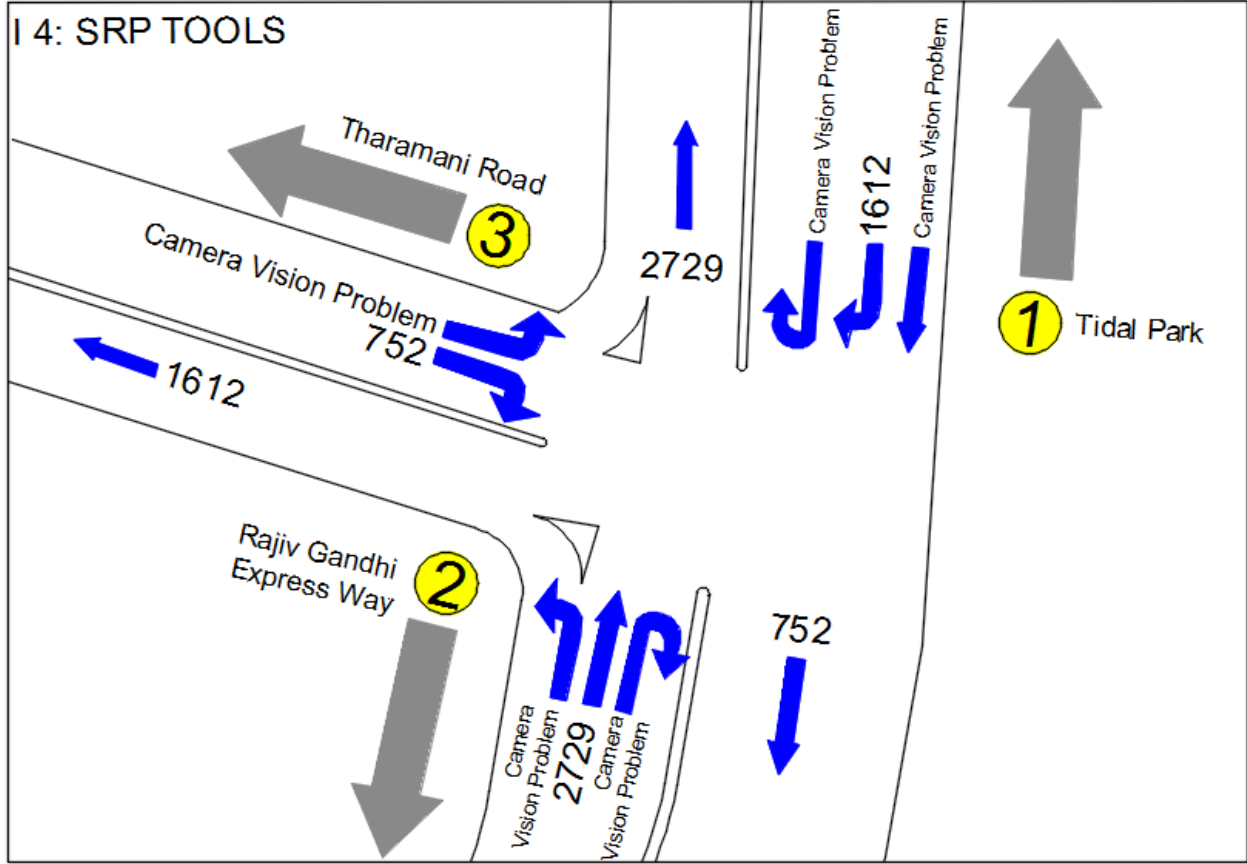 I 4: SRP TOOLS
Tharamani Road
3
Camera Vision Problem
752
1612
2729
Camera Vision Problem
1612
Camera Vision Problem
1
Tidal Park
Rajiv Gandhi
Express Way
2
Camera
Vision Problem
2729
Camera
Vision Problem
752